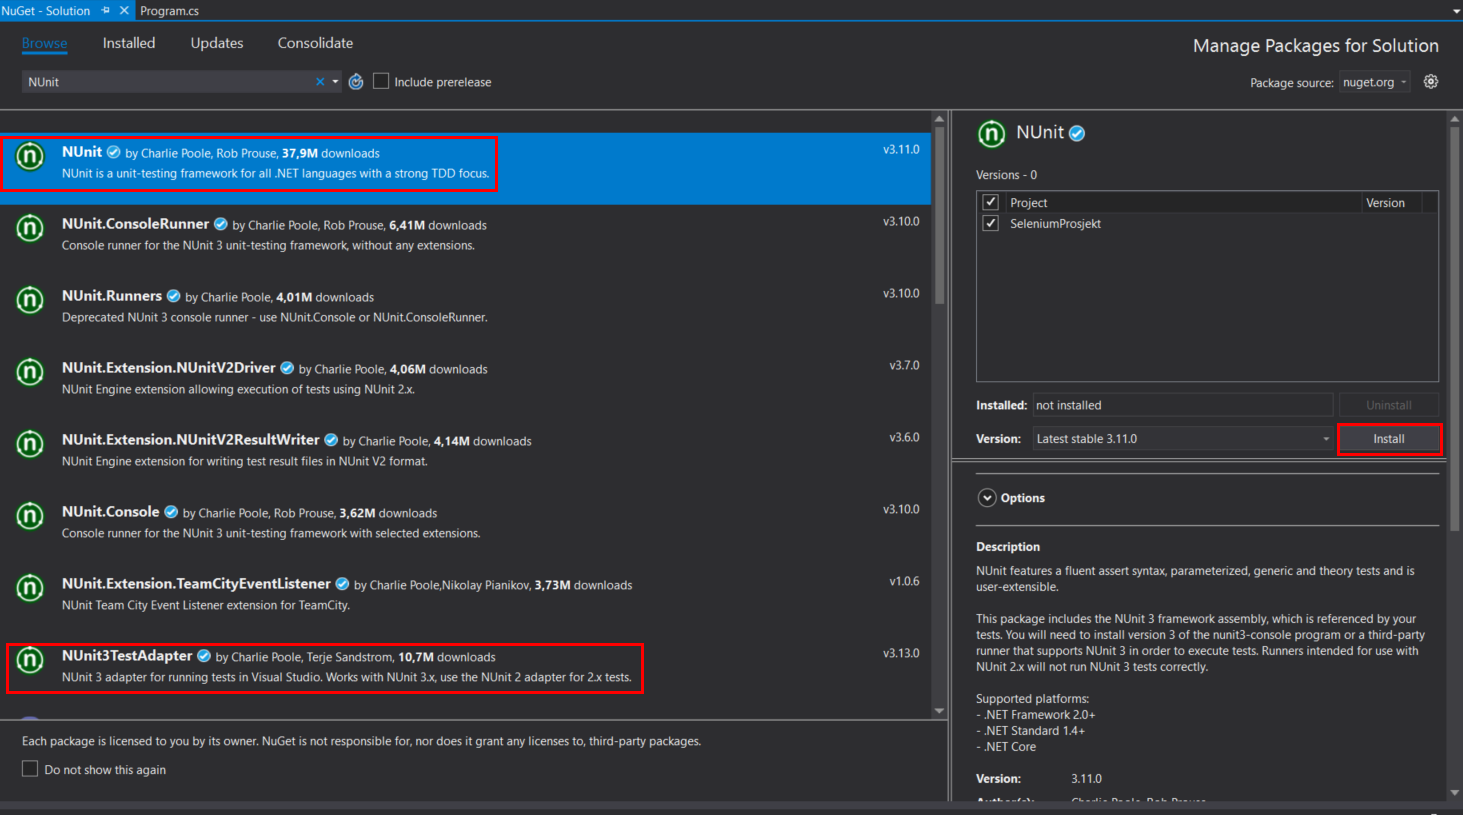 NuGet - Solution
Program.cs
Browse Installed Updates Consolidate
Manage Packages for Solution
NUnit
Include prerelease
Package source: nuget.org
NUnit by Charlie Poole, Rob Prouse, 37,9M downloads v3.11.0
NUnit is a unit-testing framework for all .NET languages with a strong TDD focus.
NUnit.ConsoleRunner by Charlie Poole, Rob Prouse, 6,41M downloads v3.10.0
Console runner for the NUnit 3 unit-testing framework, without any extensions.
NUnit.Runners by Charlie Poole, 4,01M downloads v3.10.0
Deprecated NUnit 3 console runner - use NUnit.Console or NUnit.ConsoleRunner.
NUnit.Extension.NUnitV2Driver by Charlie Poole, 4,06M downloads v3.7.0
NUnit Engine extension allowing execution of tests using NUnit 2.x.
NUnit.Extension.NUnitV2ResultWriter by Charlie Poole, 4,14M downloads v3.6.0
NUnit Engine extension for writing test result files in NUnit V2 format.
NUnit.Console by Charlie Poole, Rob Prouse, 3,62M downloads v3.10.0
Console runner for the NUnit 3 unit-testing framework with selected extensions.
NUnit.Extension.TeamCityEventListener by Charlie Poole,Nikolay Pianikov, 3,73M downloads v1.0.6
NUnit Team City Event Listener extension for TeamCity.
NUnit3TestAdapter by Charlie Poole, Terje Sandstrom, 10,7M downloads v3.13.0
NUnit 3 adapter for running tests in Visual Studio. Works with NUnit 3.x, use the NUnit 2 adapter for 2.x tests.
Each package is licensed to you by its owner. NuGet is not responsible for, nor does it grant any licenses to, third-party packages.
Do not show this again
NUnit
Versions - 0
Project Version
SeleniumProsjekt
Installed: not installed Uninstall
Version: Latest stable 3.11.0 Install
Options
Description
NUnit features a fluent assert syntax, parameterized, generic and theory tests and is
user-extensible.
This package includes the NUnit 3 framework assembly, which is referenced by your
tests. You will need to install version 3 of the nunit3-console program or a third-party
runner that supports NUnit 3 in order to execute tests. Runners intended for use with
NUnit 2.x will not run NUnit 3 tests correctly.
Supported platforms:
- .NET Framework 2.0+
- .NET Standard 1.4+
- .NET Core
Version: 3.11.0
Author(s): Charlie Poole, Rob Prouse